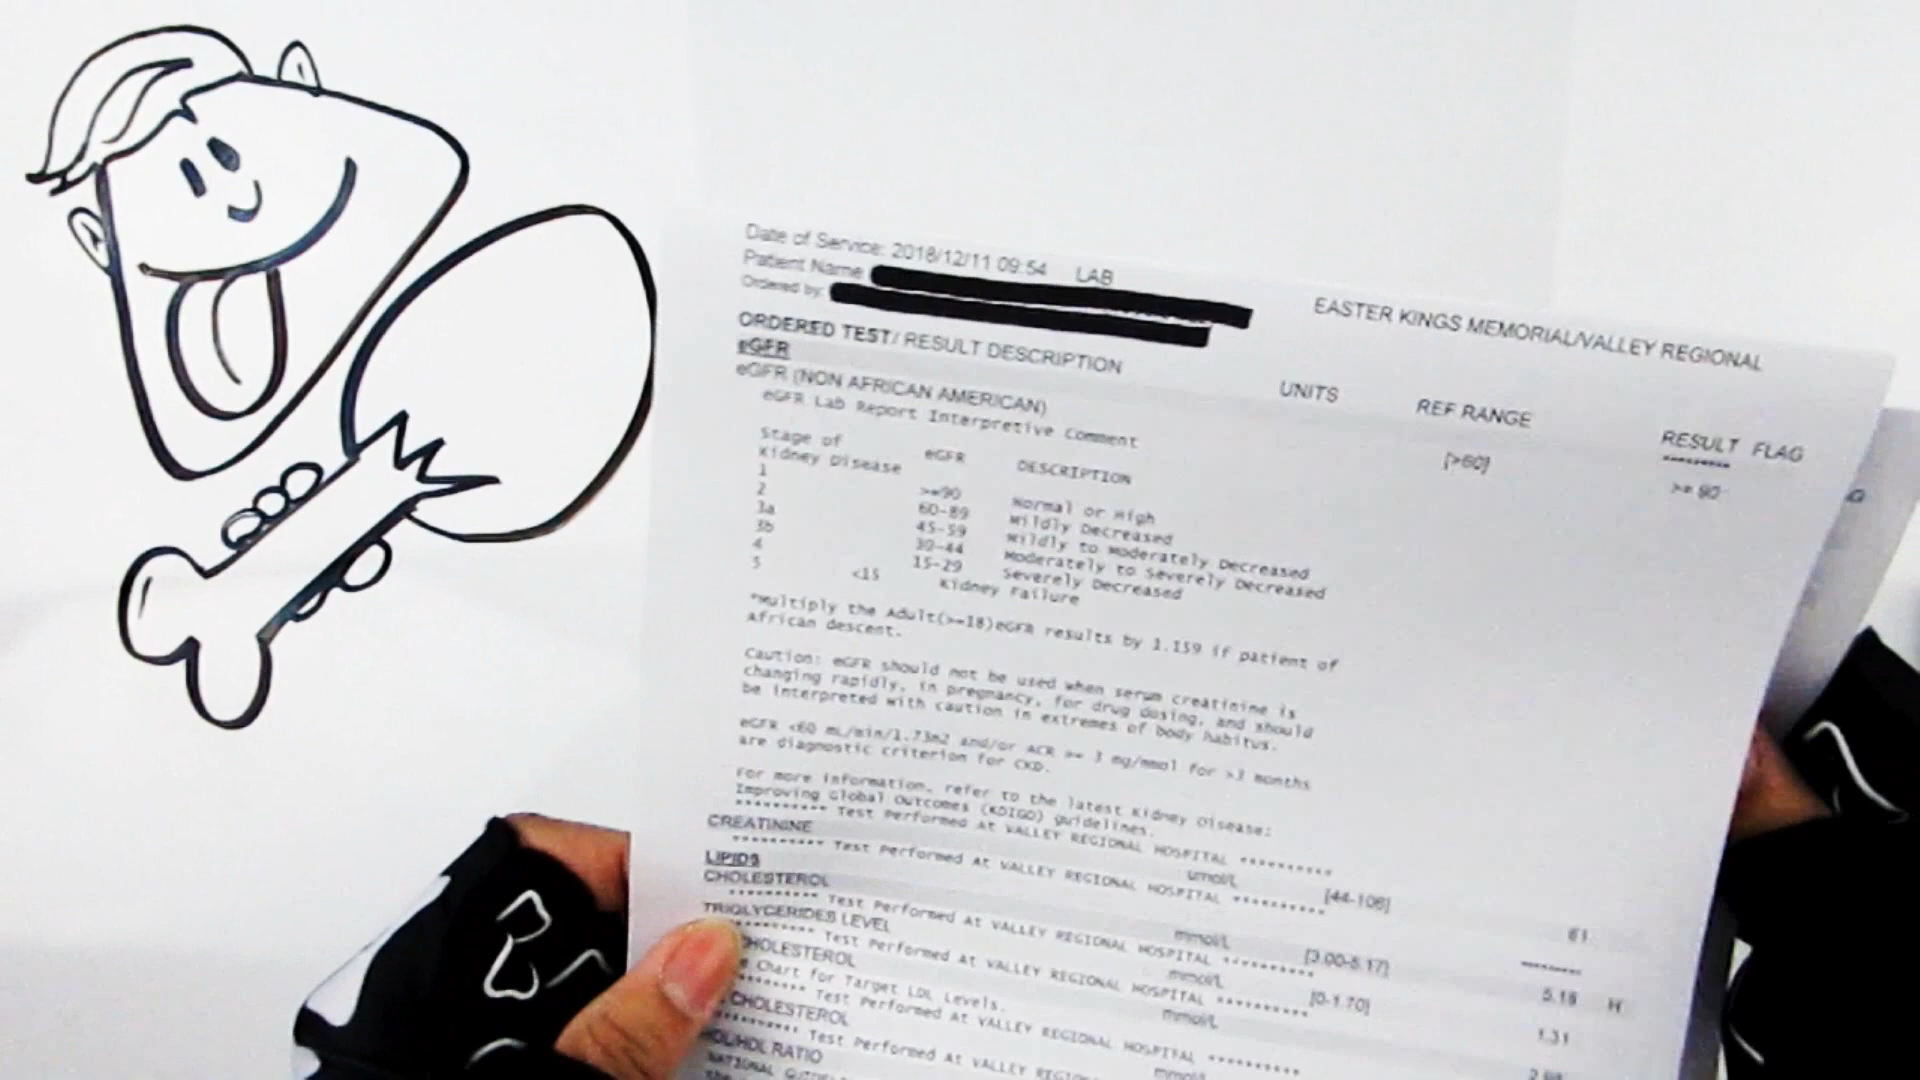 Date of Service: 2018/12/11 09:54 LAB
EASTER KINGS MEMORIAL/VALLEY REGIONAL
Patient Name
Ordered by:
ORDERED TEST/ RESULT DESCRIPTION UNITS REF RANGE RESULT FLAG
eGFR
eGFR (NON AFRICAN AMERICAN) [>60] >= 90
eGFR Lab Report Interpretive Comment
Stage of
Kidney Disease eGFR DESCRIPTION
1 >=90 Normal or High
2 60-89 Mildly Decreased
3a 45-59 Mildly to Moderately Decreased
3b 30-44 Moderately to Severely Decreased
4 15-29 Severely Decreased
5 <15 Kidney Failure
*Multiply the Adult(>=18)eGFR results by 1.159 if patient of
African descent.
Caution: eGFR should not be used when serum creatinine is
changing rapidly, in pregnancy, for drug dosing, and should
be interpreted with caution in extremes of body habitus.
eGFR <60 mL/min/1.73m2 and/or ACR >= 3 mg/mmol for >3 months
are diagnostic criterion for CKD.
For more information, refer to the latest Kidney Disease:
Improving Global Outcomes (KDIGO) guidelines.
********** Test Performed At VALLEY REGIONAL HOSPITAL **********
CREATININE umol/L [44-106] 61
********** Test Performed At VALLEY REGIONAL HOSPITAL **********
LIPIDS
CHOLESTEROL mmol/L [3.00-5.17] 5.18 H
********** Test Performed At VALLEY REGIONAL HOSPITAL **********
TRIGLYCERIDES LEVEL mmol/L [0-1.70] 1.31
********** Test Performed At VALLEY REGIONAL HOSPITAL **********
CHOLESTEROL mmol/L
Chart for Target LDL Levels.
Test Performed At VALLEY REGIONAL HOSPITAL **********
CHOLESTEROL mmol/L
********** Test Performed At VALLEY REGIONAL
RATIO
NATIONAL